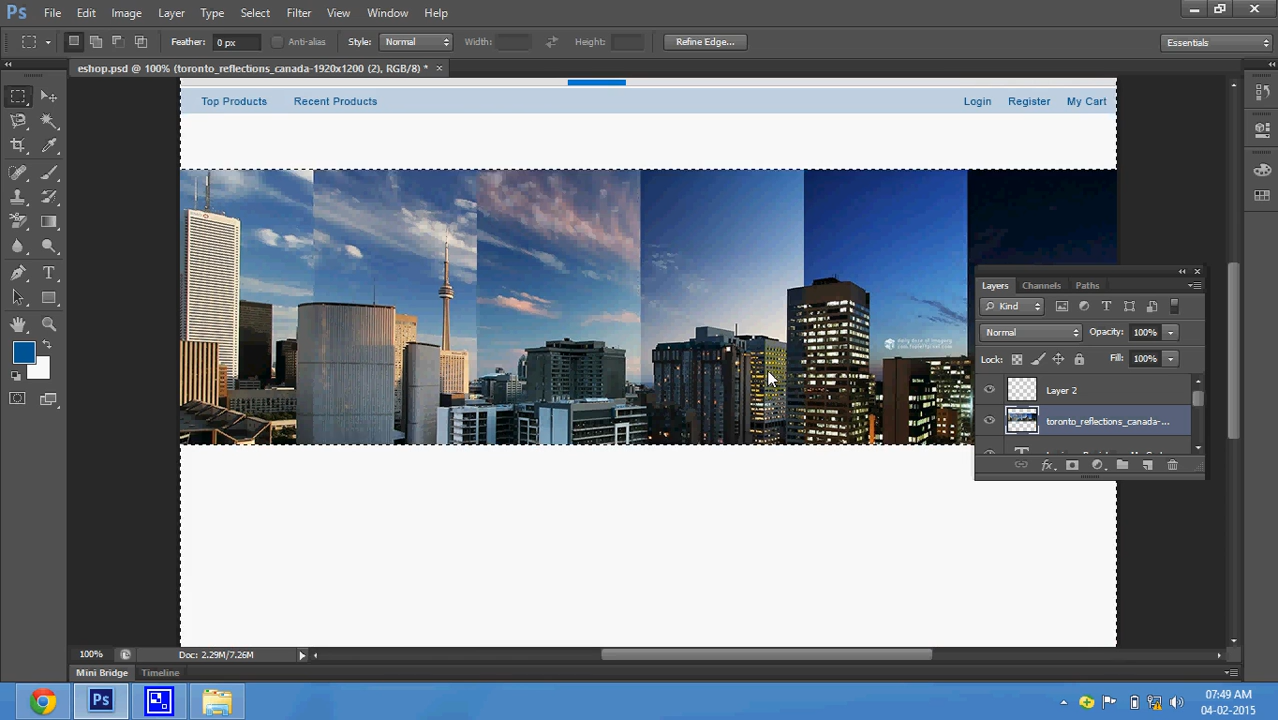 Ps File Edit Image Layer Type Select Filter View Window Help
Feather: 0 px Anti-alias Style: Normal Width: Height: Refine Edge... Essentials
eshop.psd @ 100% (toronto_reflections_canada-1920x1200 (2), RGB/8) *
Top Products Recent Products Login Register My Cart
Layers Channels Paths
Kind
Normal Opacity: 100%
Lock: Fill: 100%
Layer 2
toronto_reflections_canada-...
100% Doc: 2.29M/7.26M
Mini Bridge Timeline
Ps
07:49 AM
04-02-2015